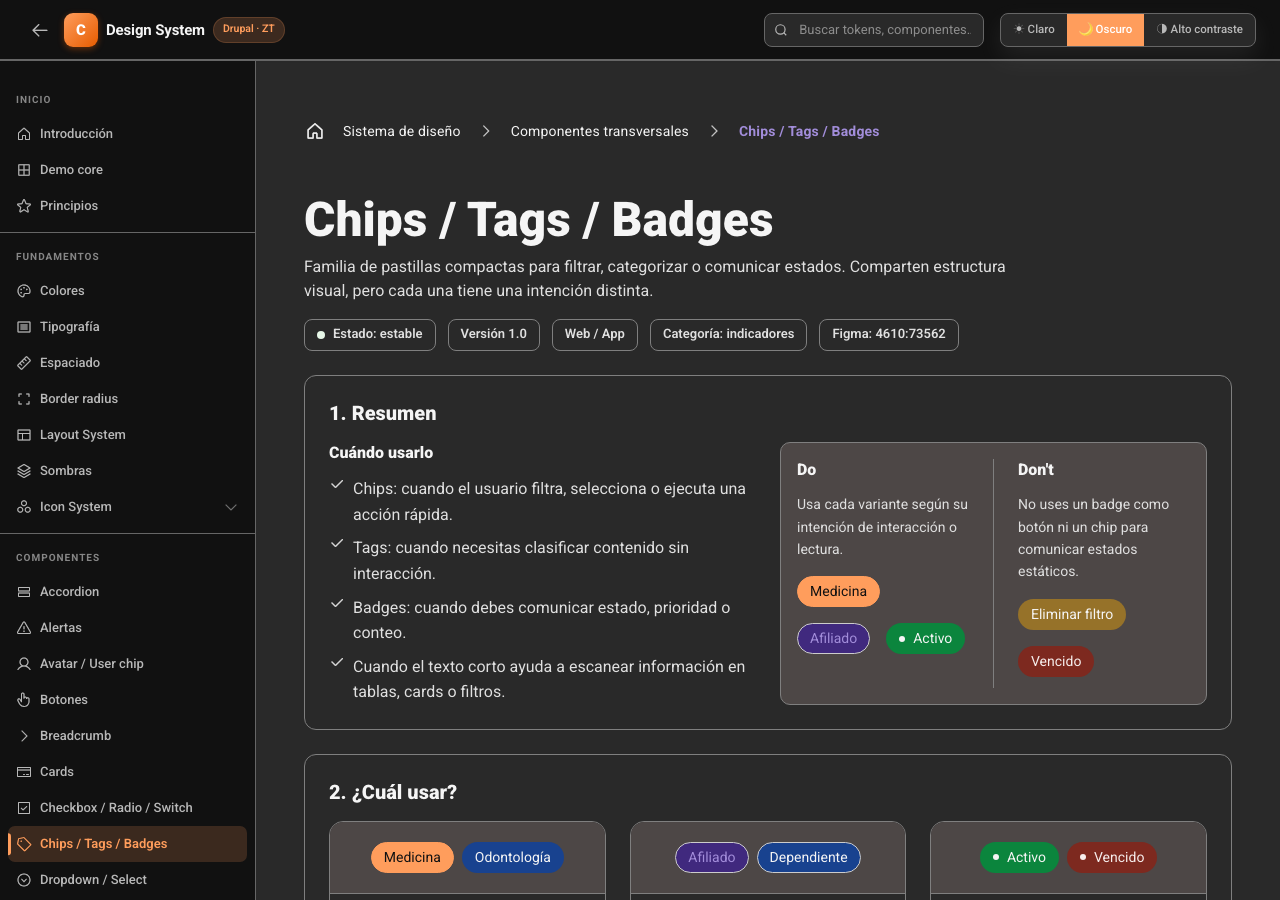 C Design System Drupal · ZT
Buscar tokens, componentes..
Claro Oscuro Alto contraste
INICIO
Introducción
Demo core
Principios
FUNDAMENTOS
Colores
Tipografía
Espaciado
Border radius
Layout System
Sombras
Icon System
COMPONENTES
Accordion
Alertas
Avatar / User chip
Botones
Breadcrumb
Cards
Checkbox / Radio / Switch
Chips / Tags / Badges
Dropdown / Select
Sistema de diseño Componentes transversales Chips / Tags / Badges
Chips / Tags / Badges
Familia de pastillas compactas para filtrar, categorizar o comunicar estados. Comparten estructura
visual, pero cada una tiene una intención distinta.
Estado: estable Versión 1.0 Web / App Categoría: indicadores Figma: 4610:73562
1. Resumen
Cuándo usarlo
Chips: cuando el usuario filtra, selecciona o ejecuta una
acción rápida.
Tags: cuando necesitas clasificar contenido sin
interacción.
Badges: cuando debes comunicar estado, prioridad o
conteo.
Cuando el texto corto ayuda a escanear información en
tablas, cards o filtros.
Do
Usa cada variante según su
intención de interacción o
lectura.
Medicina
Afiliado Activo
Don't
No uses un badge como
botón ni un chip para
comunicar estados
estáticos.
Eliminar filtro
Vencido
2. ¿Cuál usar?
Medicina Odontología
Afiliado Dependiente
Activo Vencido